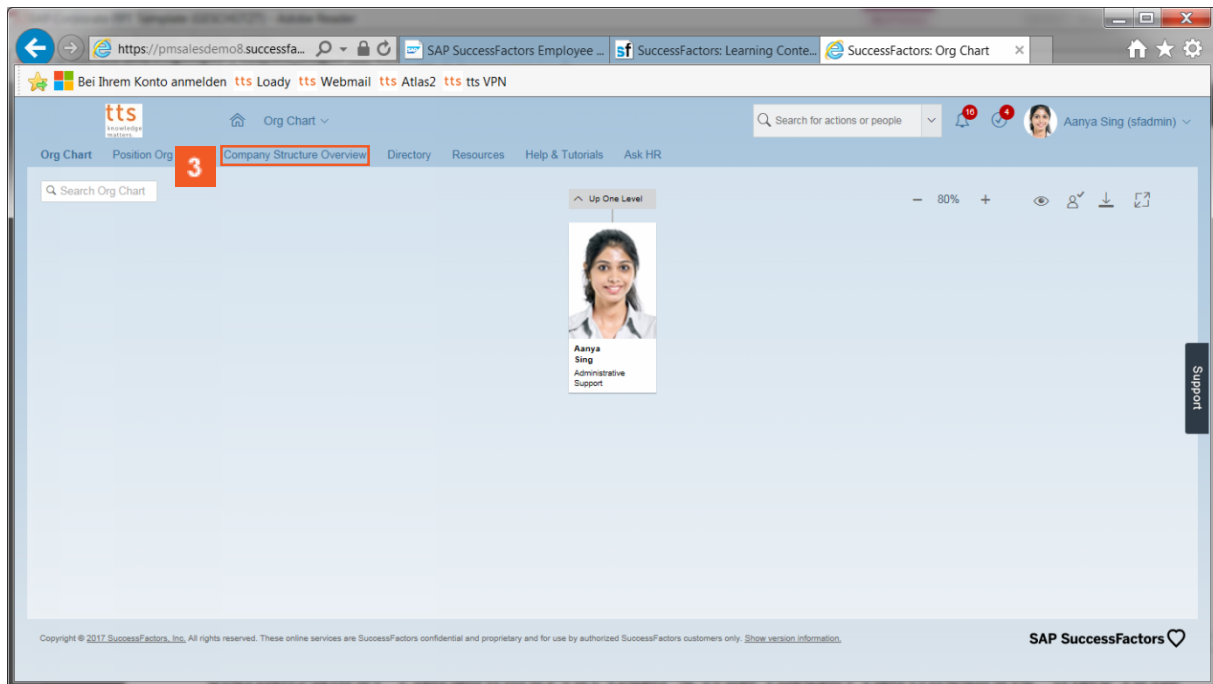 https://pmsalesdemo8.successfa... SAP SuccessFactors Employee ... sf SuccessFactors: Learning Conte... SuccessFactors: Org Chart ×
Bei Ihrem Konto anmelden tts Loady tts Webmail tts Atlas2 tts tts VPN
tts
knowledge
matters
Org Chart
Search for actions or people
16
4
Aanya Sing (sfadmin)
Org Chart Position Org 3 Company Structure Overview Directory Resources Help & Tutorials Ask HR
Search Org Chart
Up One Level
− 80% +
Aanya
Sing
Administrative
Support
Support
Copyright © 2017 SuccessFactors, Inc. All rights reserved. These online services are SuccessFactors confidential and proprietary and for use by authorized SuccessFactors customers only. Show version information.
SAP SuccessFactors